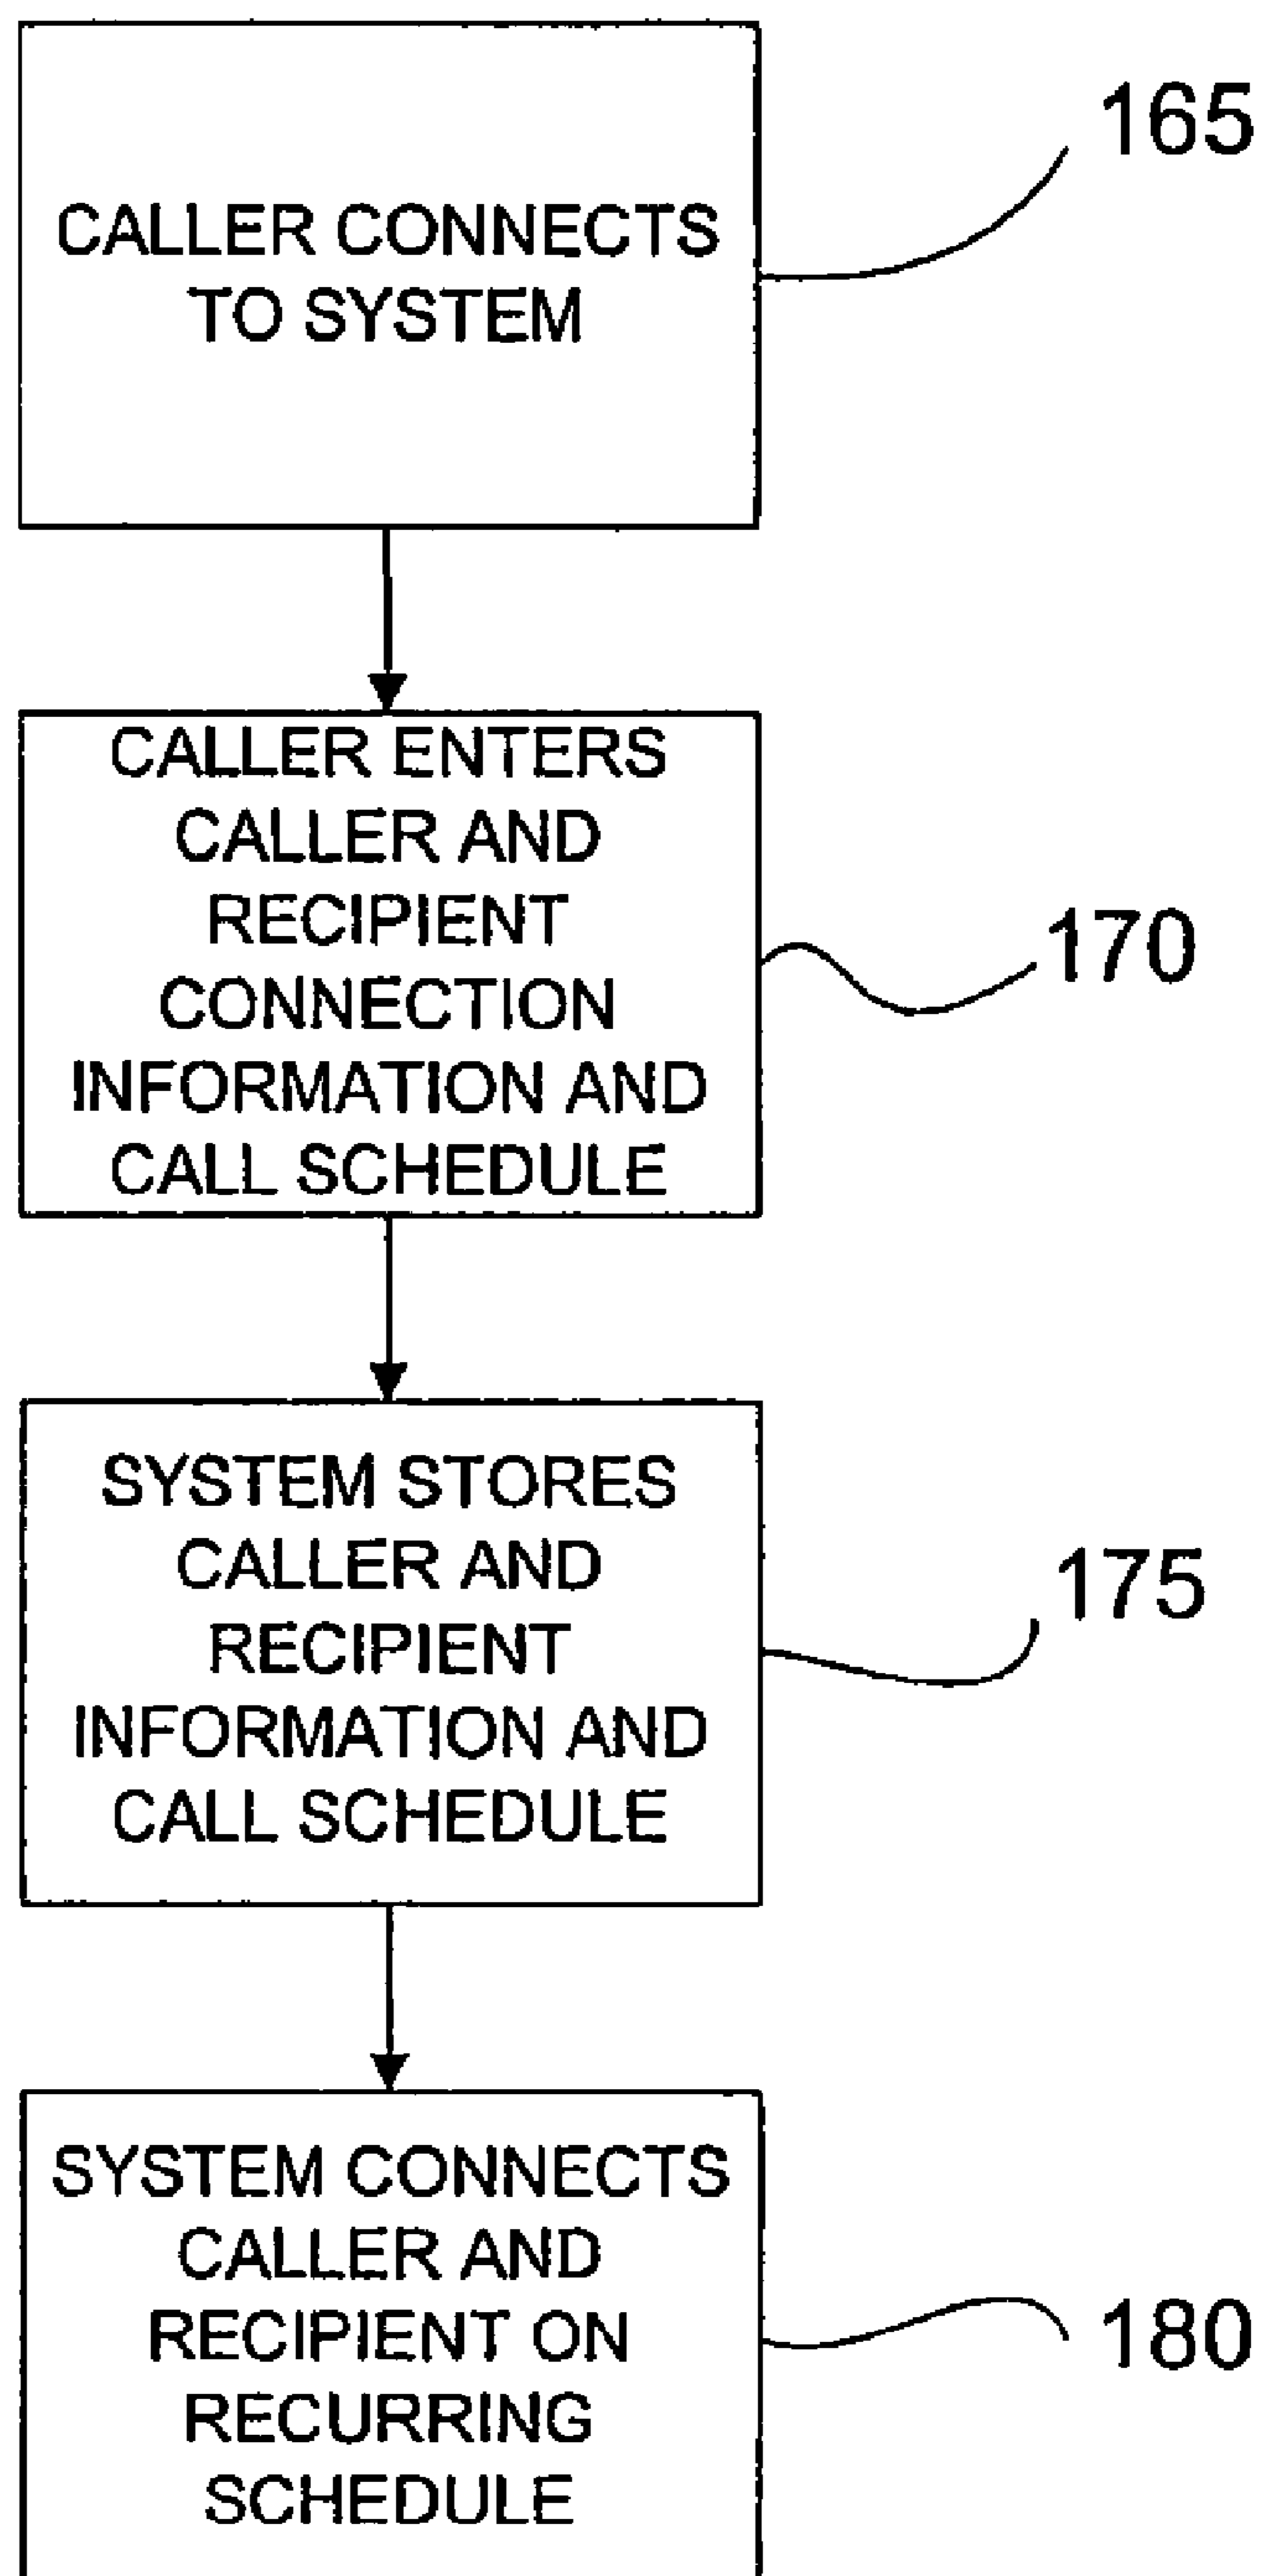 CALLER CONNECTS
TO SYSTEM
165
CALLER ENTERS
CALLER AND
RECIPIENT
CONNECTION
INFORMATION AND
CALL SCHEDULE
170
SYSTEM STORES
CALLER AND
RECIPIENT
INFORMATION AND
CALL SCHEDULE
175
SYSTEM CONNECTS
CALLER AND
RECIPIENT ON
RECURRING
SCHEDULE
180